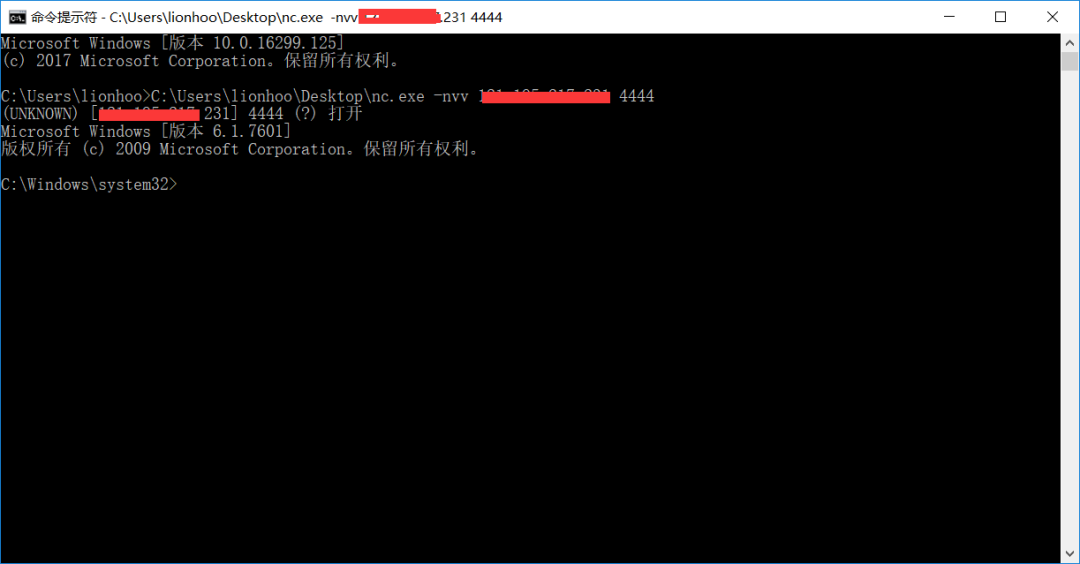 命令提示符 - C:\Users\lionhoo\Desktop\nc.exe -nvv .231 4444
Microsoft Windows [版本 10.0.16299.125]
(c) 2017 Microsoft Corporation。保留所有权利。
C:\Users\lionhoo>C:\Users\lionhoo\Desktop\nc.exe -nvv 4444
(UNKNOWN) [ 231] 4444 (?) 打开
Microsoft Windows [版本 6.1.7601]
版权所有 (c) 2009 Microsoft Corporation。保留所有权利。
C:\Windows\system32>